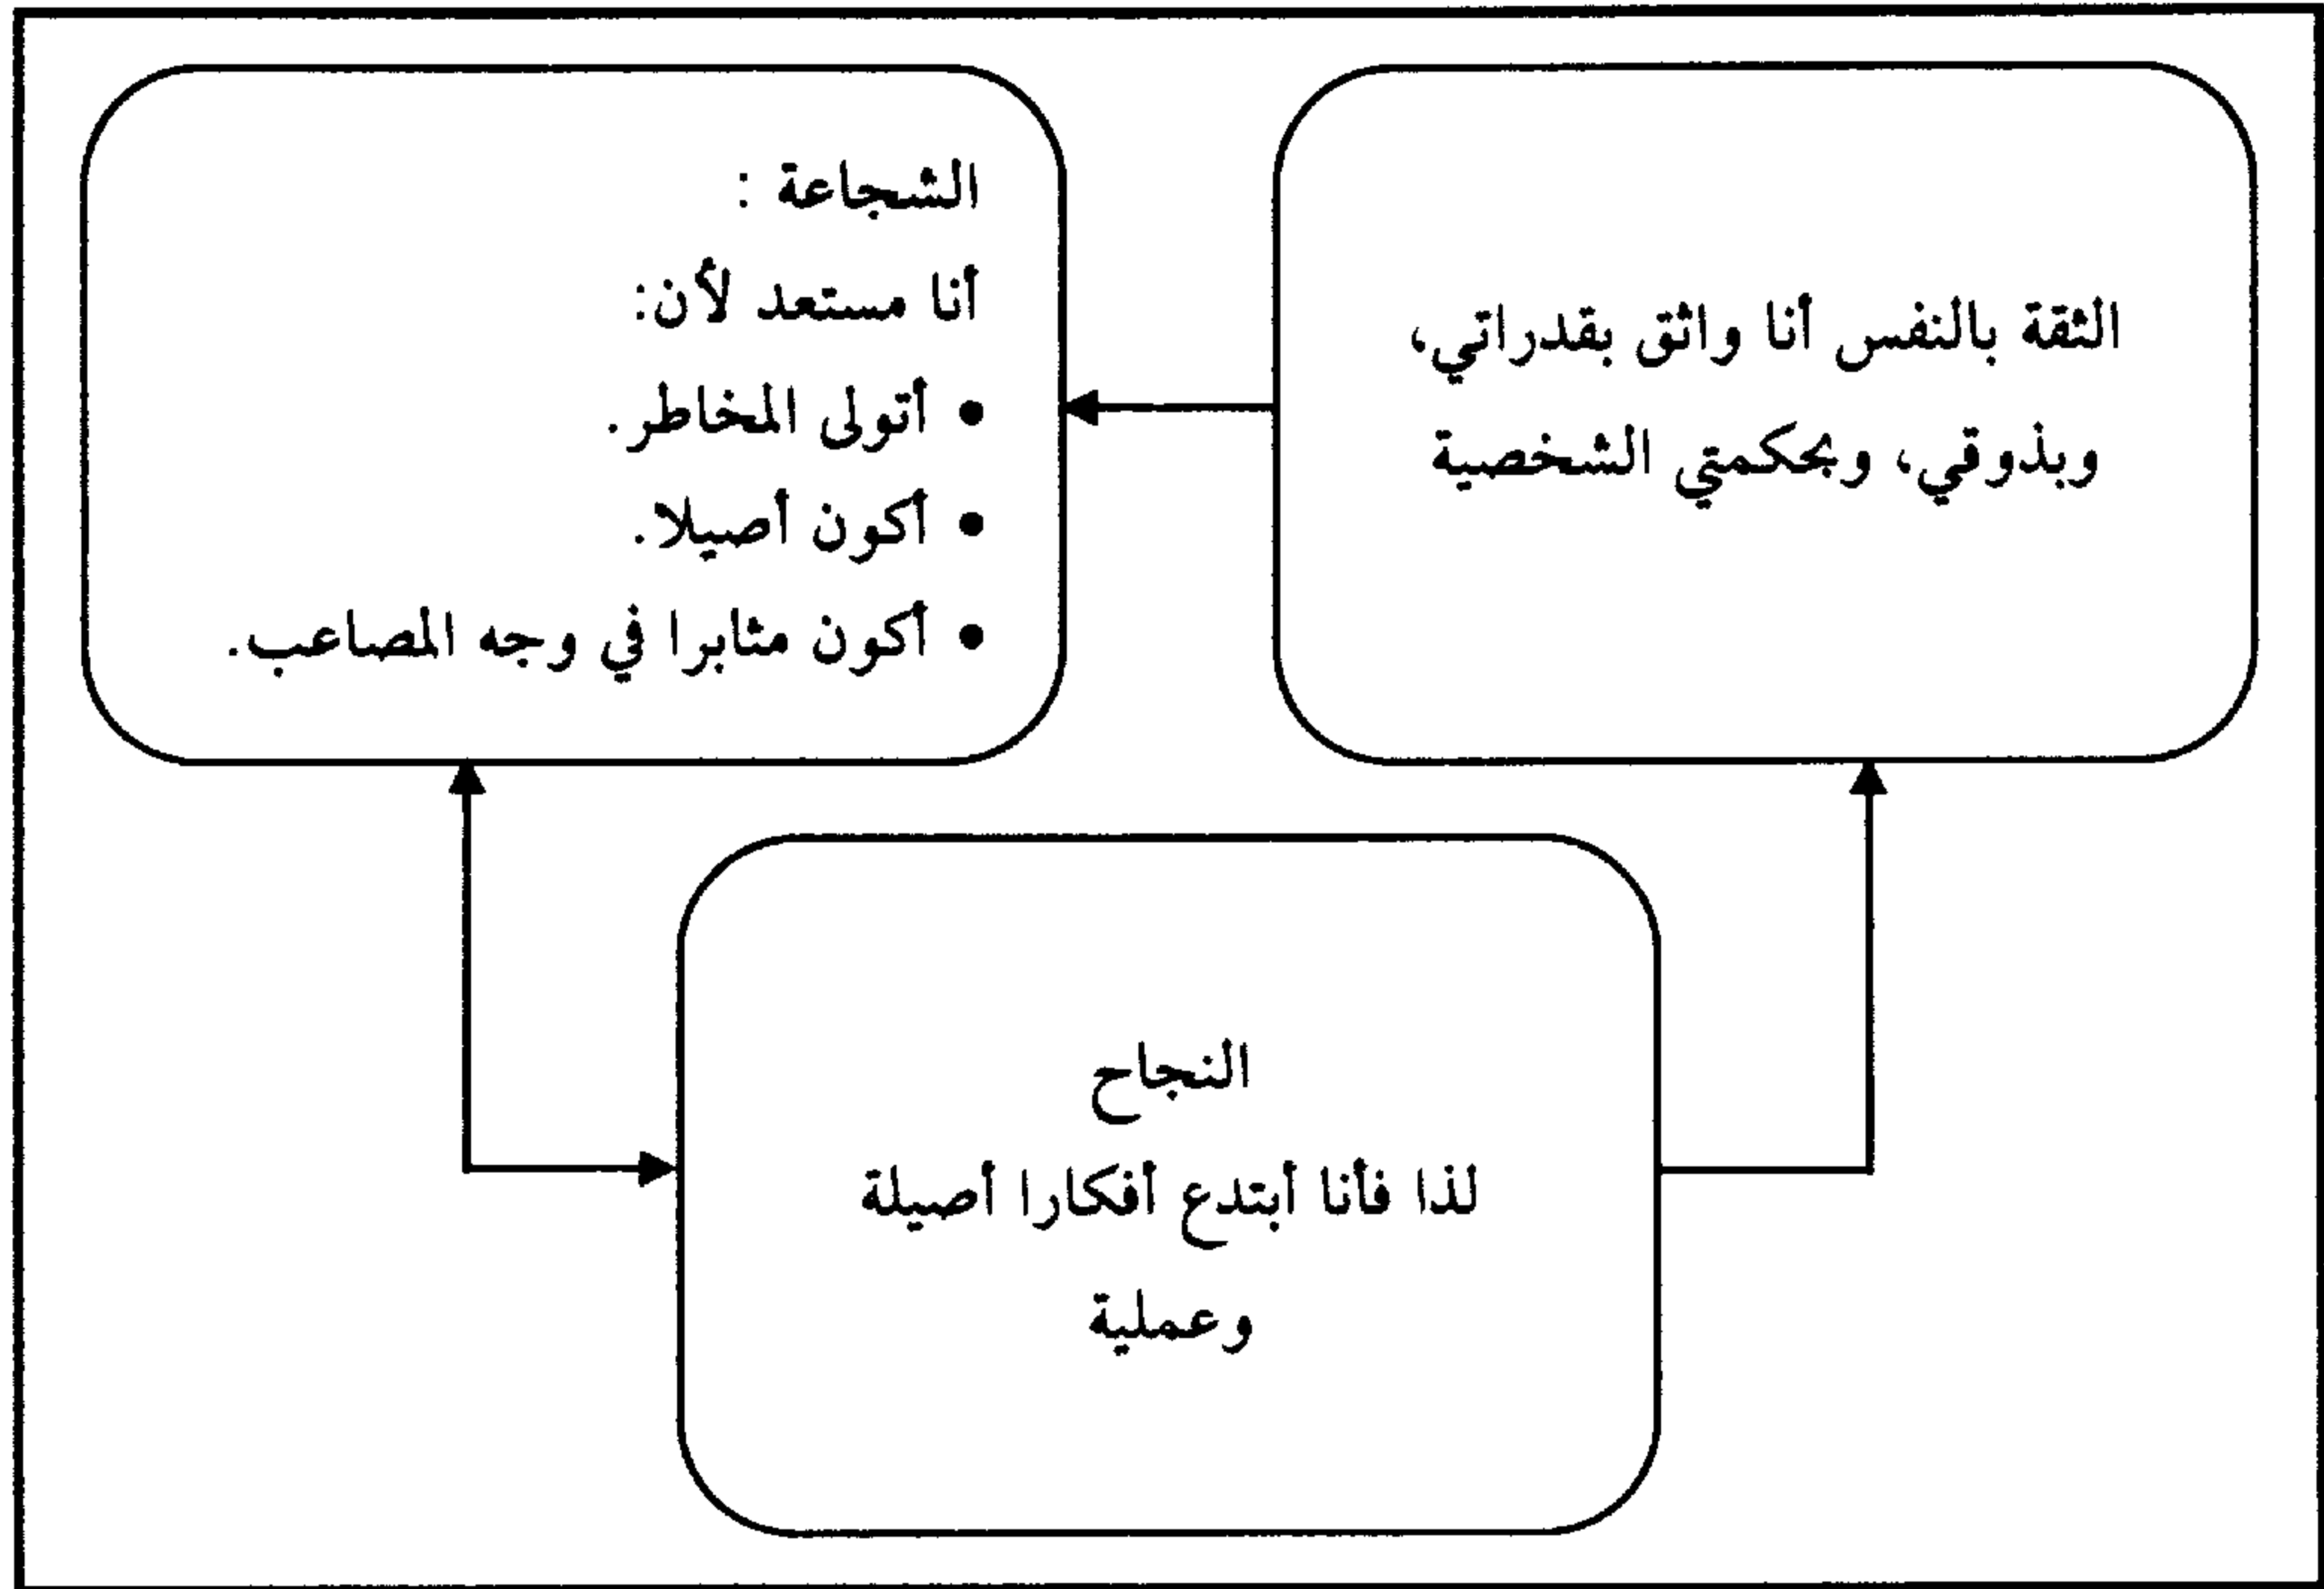 الثقة بالنفس أنا واثق بقدراتي،
وبذوقي، وبحكمتي الشخصية
الشجاعة :
أنا مستعد لأن:
• أتولى المخاطر.
• أكون أصيلا.
• أكون مثابرا في وجه المصاعب.
النجاح
لذا فأنا أبتدع أفكارا أصيلة
وعملية